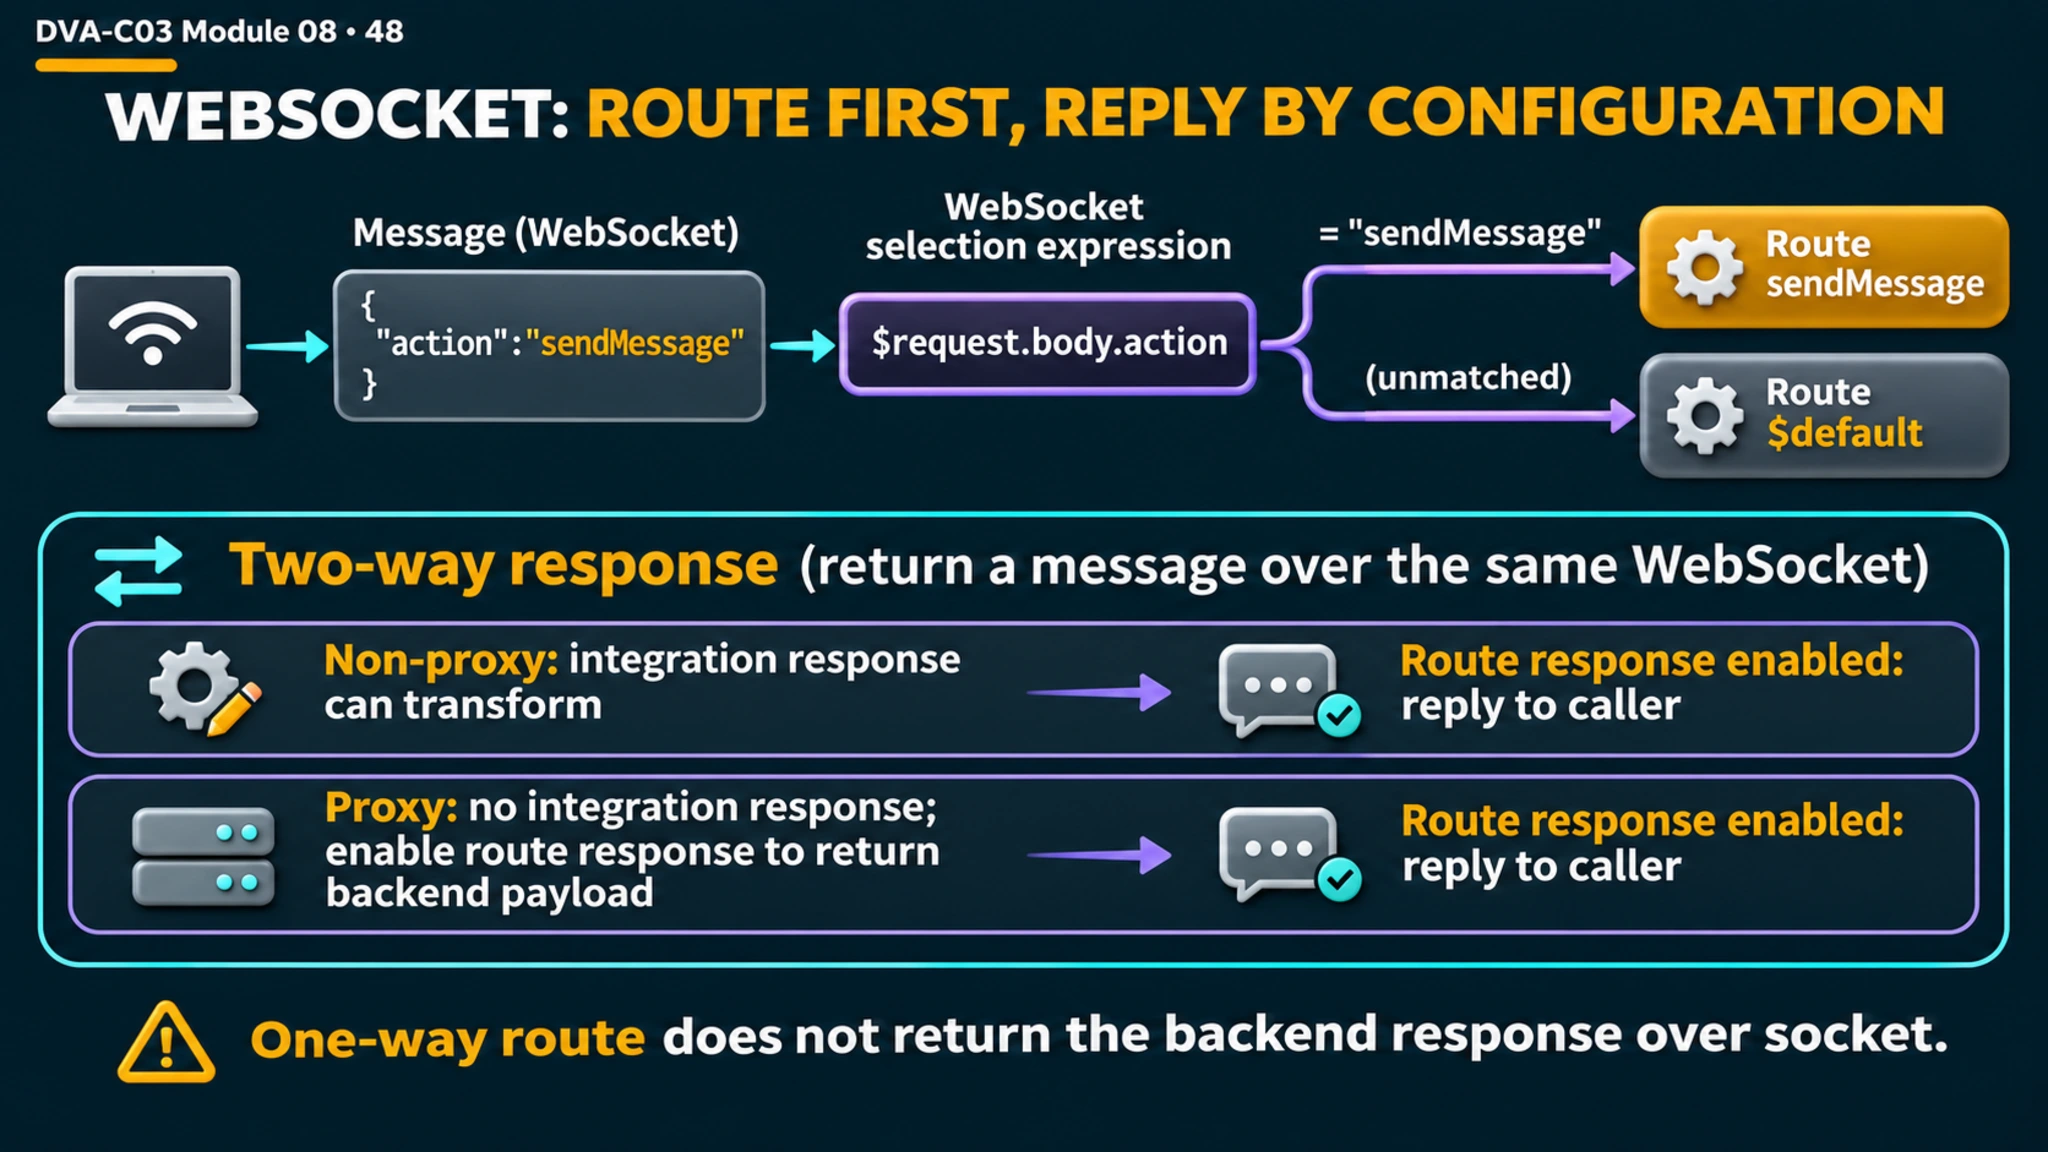 DVA-C03 Module 08 • 48
WEBSOCKET: ROUTE FIRST, REPLY BY CONFIGURATION
Message (WebSocket)
{
"action":"sendMessage"
}
WebSocket
selection expression
$request.body.action
= "sendMessage"
Route
sendMessage
(unmatched)
Route
$default
Two-way response (return a message over the same WebSocket)
Non-proxy: integration response
can transform
Route response enabled:
reply to caller
Proxy: no integration response;
enable route response to return
backend payload
Route response enabled:
reply to caller
One-way route does not return the backend response over socket.